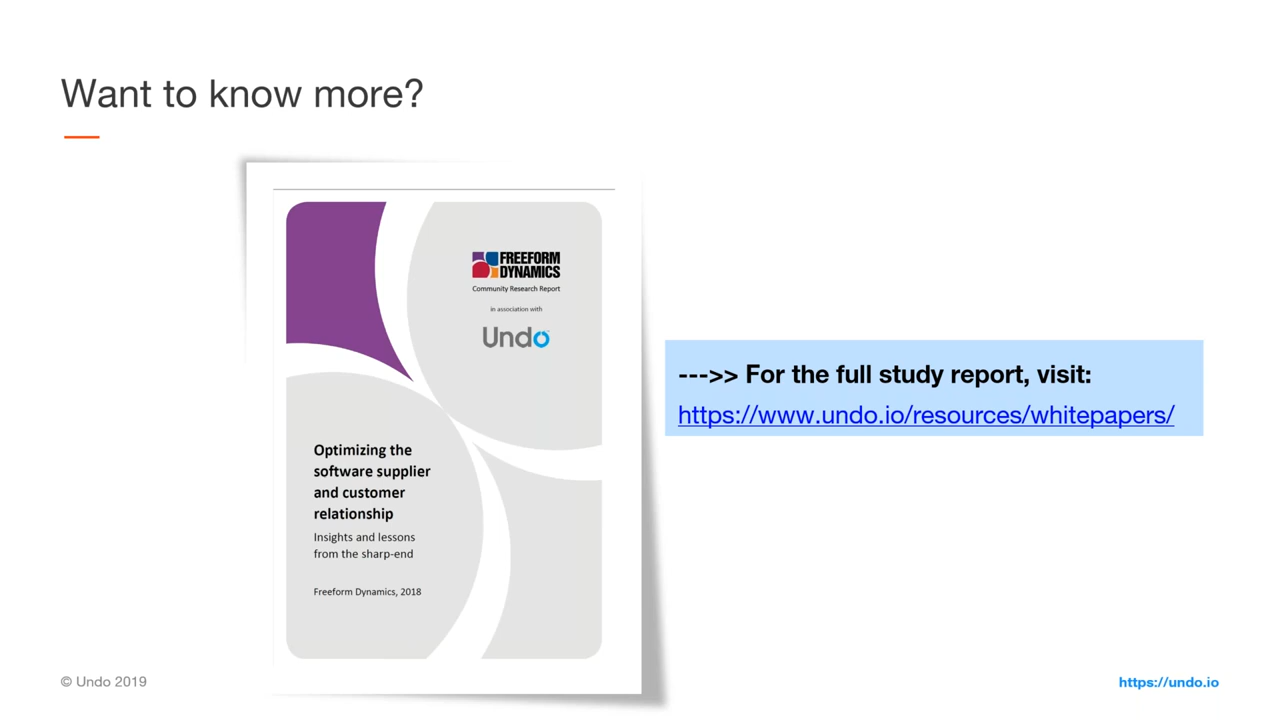 Want to know more?
FREEFORM
DYNAMICS
Community Research Report
in association with
Undo
Optimizing the
software supplier
and customer
relationship
Insights and lessons
from the sharp-end
Freeform Dynamics, 2018
--->> For the full study report, visit:
https://www.undo.io/resources/whitepapers/
© Undo 2019
https://undo.io